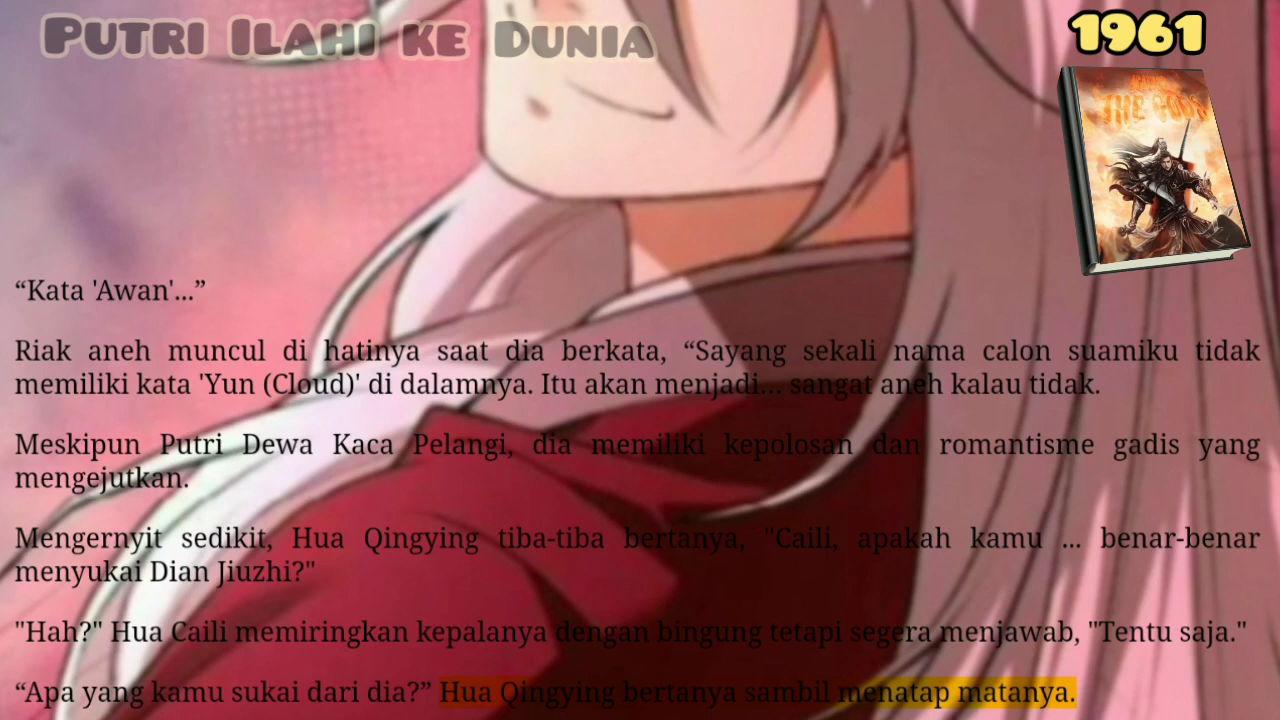 Putri Ilahi ke Dunia
1961
AGAINST
THE GODS
“Kata 'Awan'...”
Riak aneh muncul di hatinya saat dia berkata, “Sayang sekali nama calon suamiku tidak
memiliki kata 'Yun (Cloud)' di dalamnya. Itu akan menjadi... sangat aneh kalau tidak.
Meskipun Putri Dewa Kaca Pelangi, dia memiliki kepolosan dan romantisme gadis yang
mengejutkan.
Mengernyit sedikit, Hua Qingying tiba-tiba bertanya, "Caili, apakah kamu ... benar-benar
menyukai Dian Jiuzhi?"
"Hah?" Hua Caili memiringkan kepalanya dengan bingung tetapi segera menjawab, "Tentu saja."
“Apa yang kamu sukai dari dia?” Hua Qingying bertanya sambil menatap matanya.